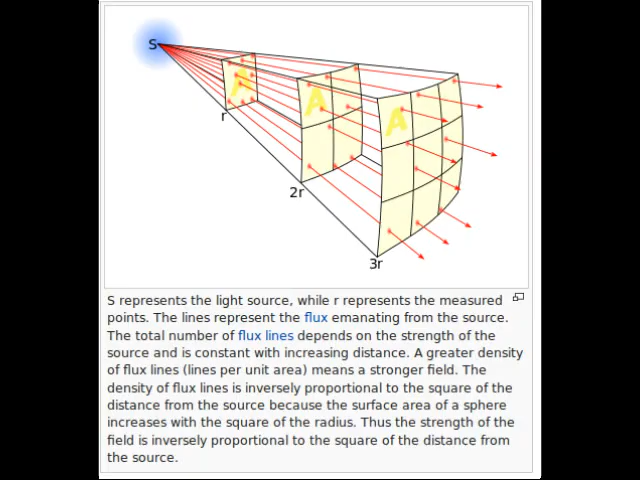 S
A
A
A
r
2r
3r
S represents the light source, while r represents the measured
points. The lines represent the flux emanating from the source.
The total number of flux lines depends on the strength of the
source and is constant with increasing distance. A greater density
of flux lines (lines per unit area) means a stronger field. The
density of flux lines is inversely proportional to the square of the
distance from the source because the surface area of a sphere
increases with the square of the radius. Thus the strength of the
field is inversely proportional to the square of the distance from
the source.